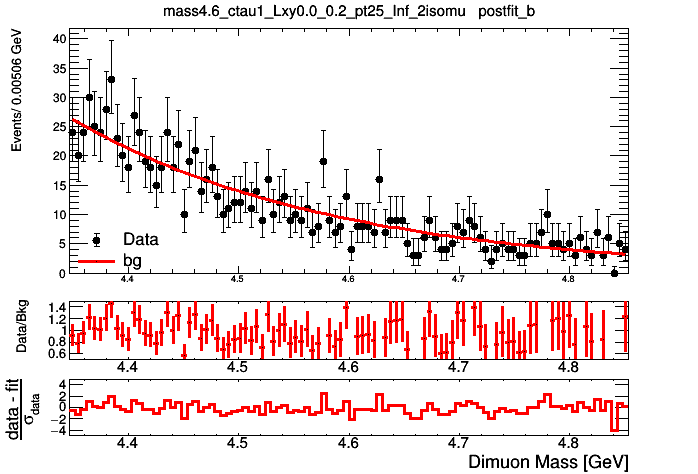 mass4.6_ctau1_Lxy0.0_0.2_pt25_Inf_2isomu postfit_b
Events/ 0.00506 GeV
40
35
30
25
20
15
10
5
0
Data
bg
4.4 4.5 4.6 4.7 4.8
Data/Bkg
1.4
1.2
1.0
0.8
0.6
4.4 4.5 4.6 4.7 4.8
data - fit
σdata
4
2
0
−2
−4
4.4 4.5 4.6 4.7 4.8
Dimuon Mass [GeV]